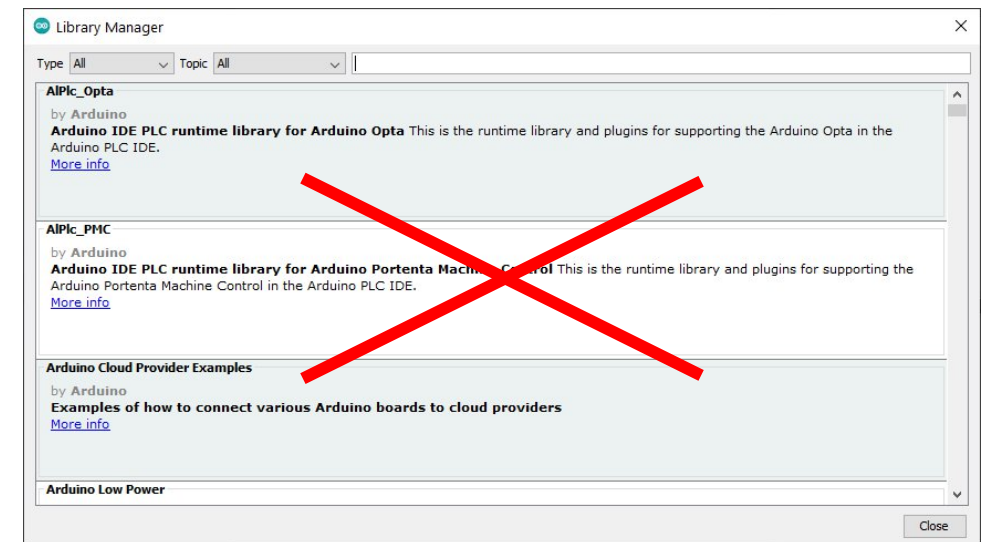 Library Manager
Type All Topic All
AlPlc_Opta
by Arduino
Arduino IDE PLC runtime library for Arduino Opta This is the runtime library and plugins for supporting the Arduino Opta in the
Arduino PLC IDE.
More info
AlPlc_PMC
by Arduino
Arduino IDE PLC runtime library for Arduino Portenta Machine Control This is the runtime library and plugins for supporting the
Arduino Portenta Machine Control in the Arduino PLC IDE.
More info
Arduino Cloud Provider Examples
by Arduino
Examples of how to connect various Arduino boards to cloud providers
More info
Arduino Low Power
Close